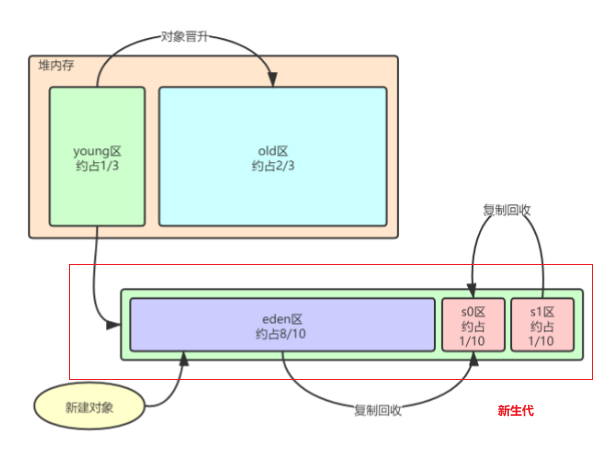 对象晋升
堆内存
young区
约占1/3
old区
约占2/3
复制回收
eden区
约占8/10
s0区
约占
1/10
s1区
约占
1/10
新建对象
复制回收
新生代